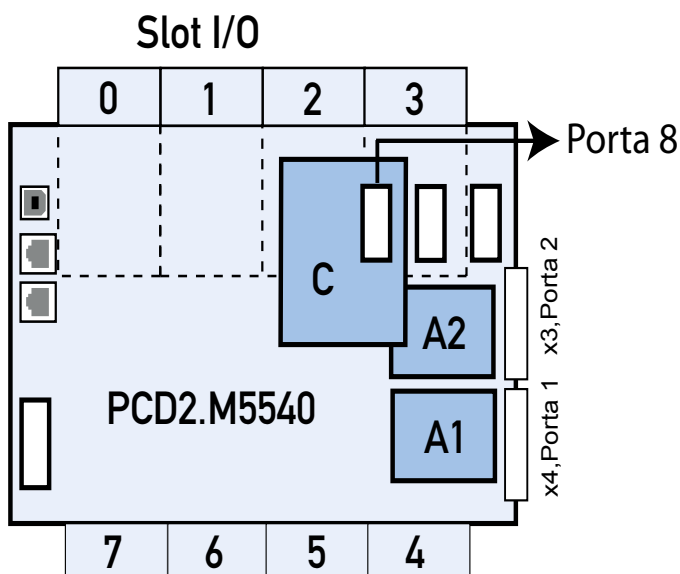 Slot I/O
0 1 2 3
Porta 8
C
x3,Porta 2
A2
PCD2.M5540
A1
x4,Porta 1
7 6 5 4